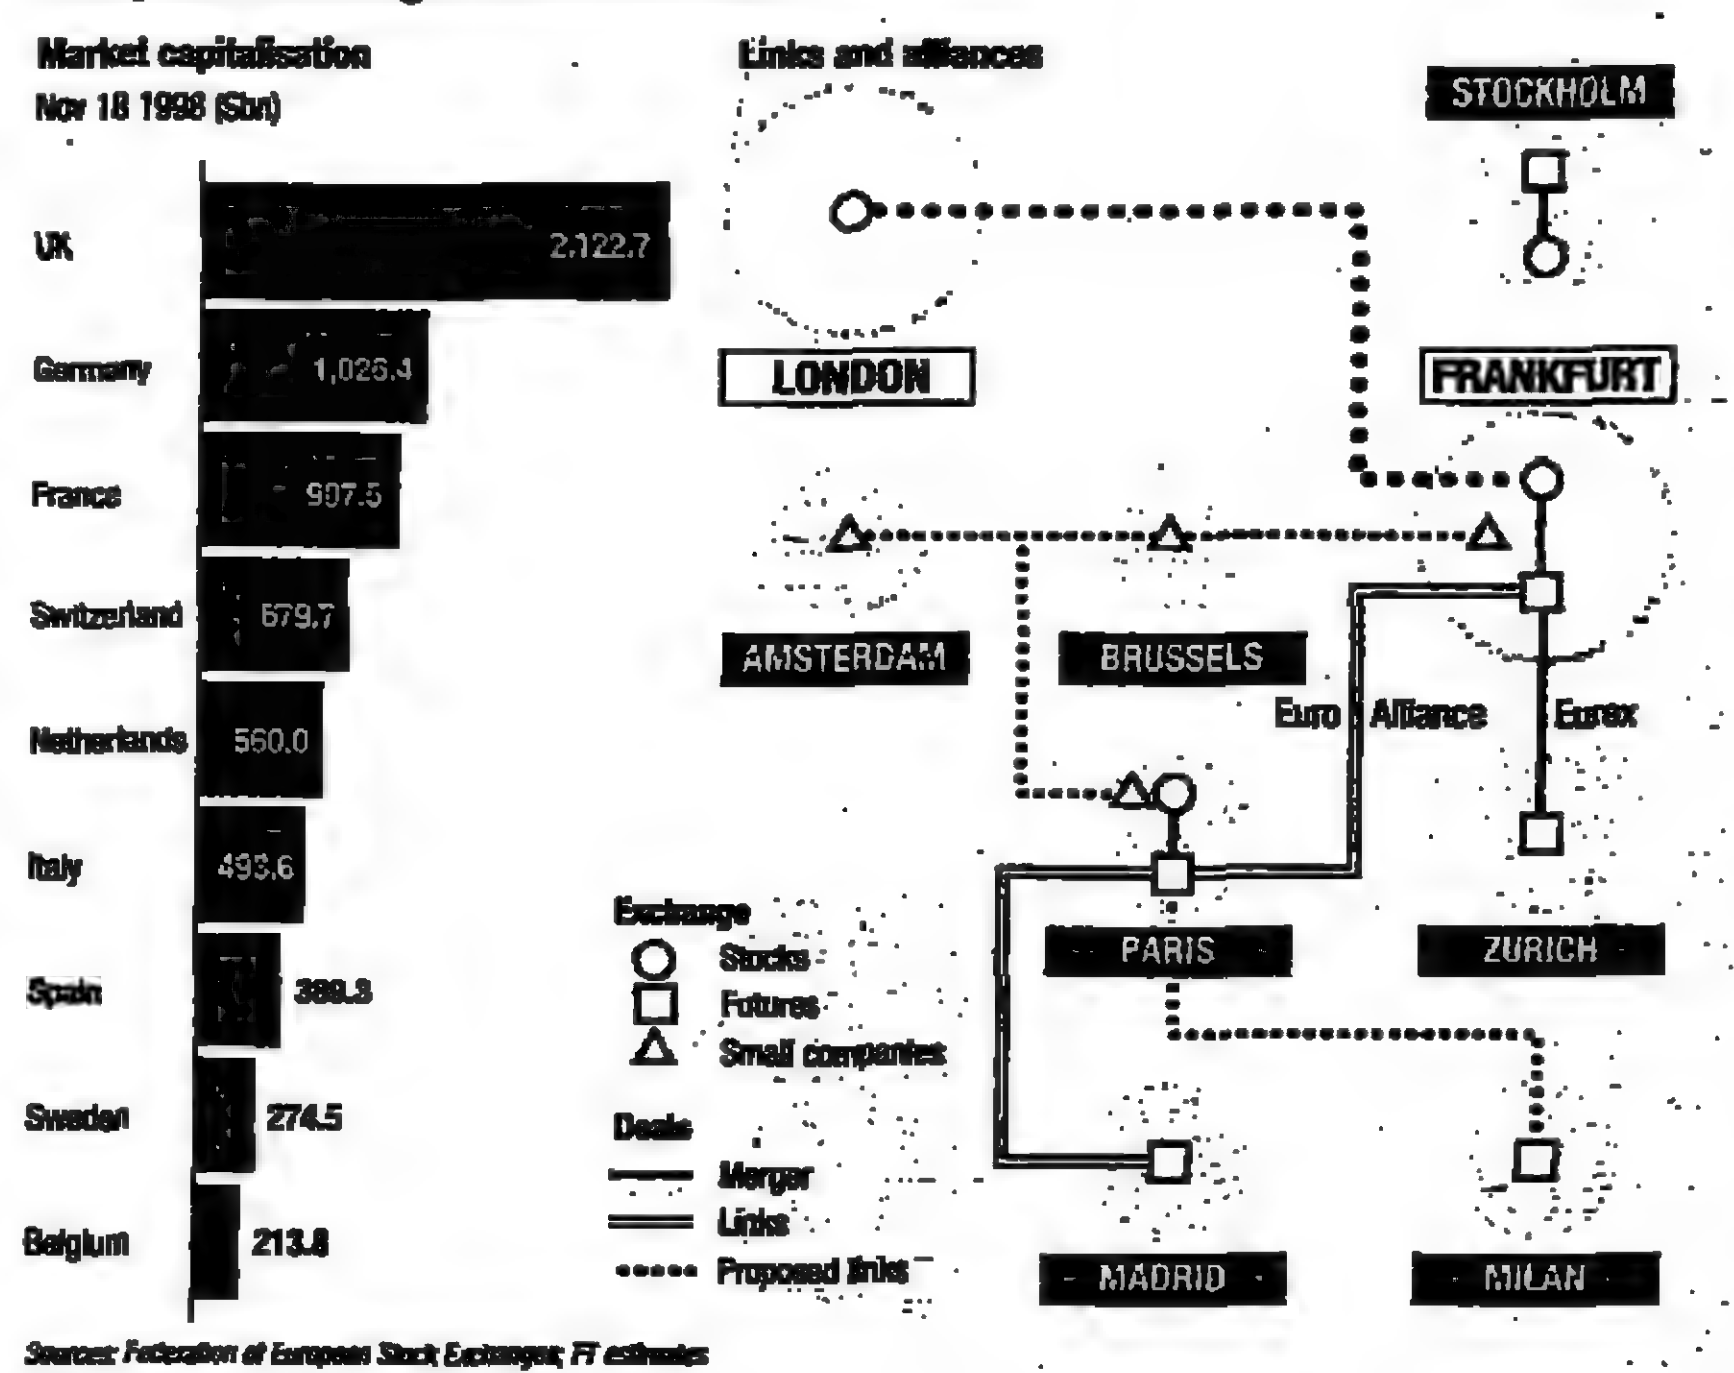 Market capitalisation
Nov 18 1998 ($bn)
UK 2,122.7
Germany 1,026.4
France 907.5
Switzerland 679.7
Netherlands 560.0
Italy 493.6
Spain 389.3
Sweden 274.5
Belgium 213.8
Links and alliances
STOCKHOLM
LONDON
FRANKFURT
AMSTERDAM
BRUSSELS
Euro Alliance
Eurex
PARIS
ZURICH
MADRID
MILAN
Exchange
Stocks
Futures
Small companies
Deals
Merger
Links
Proposed links
Sources: Federation of European Stock Exchanges; FT estimates